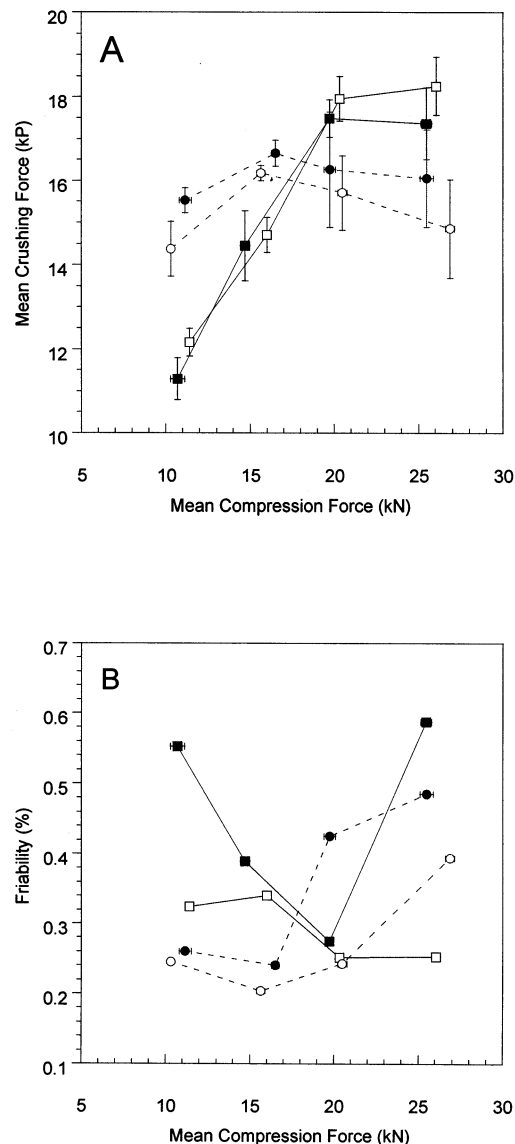 A
20
18
16
14
12
10
Mean Crushing Force (kP)
5 10 15 20 25 30
Mean Compression Force (kN)
B
0.7
0.6
0.5
0.4
0.3
0.2
0.1
Friability (%)
5 10 15 20 25 30
Mean Compression Force (kN)